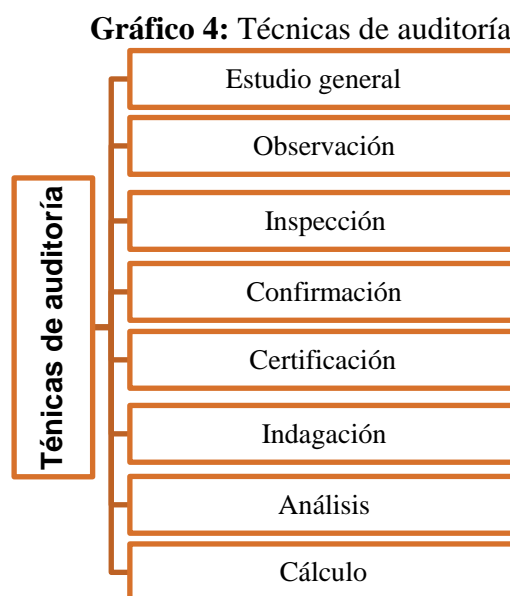 Gráfico 4: Técnicas de auditoría
Estudio general
Observación
Inspección
Confirmación
Certificación
Indagación
Análisis
Cálculo
Ténicas de auditoría